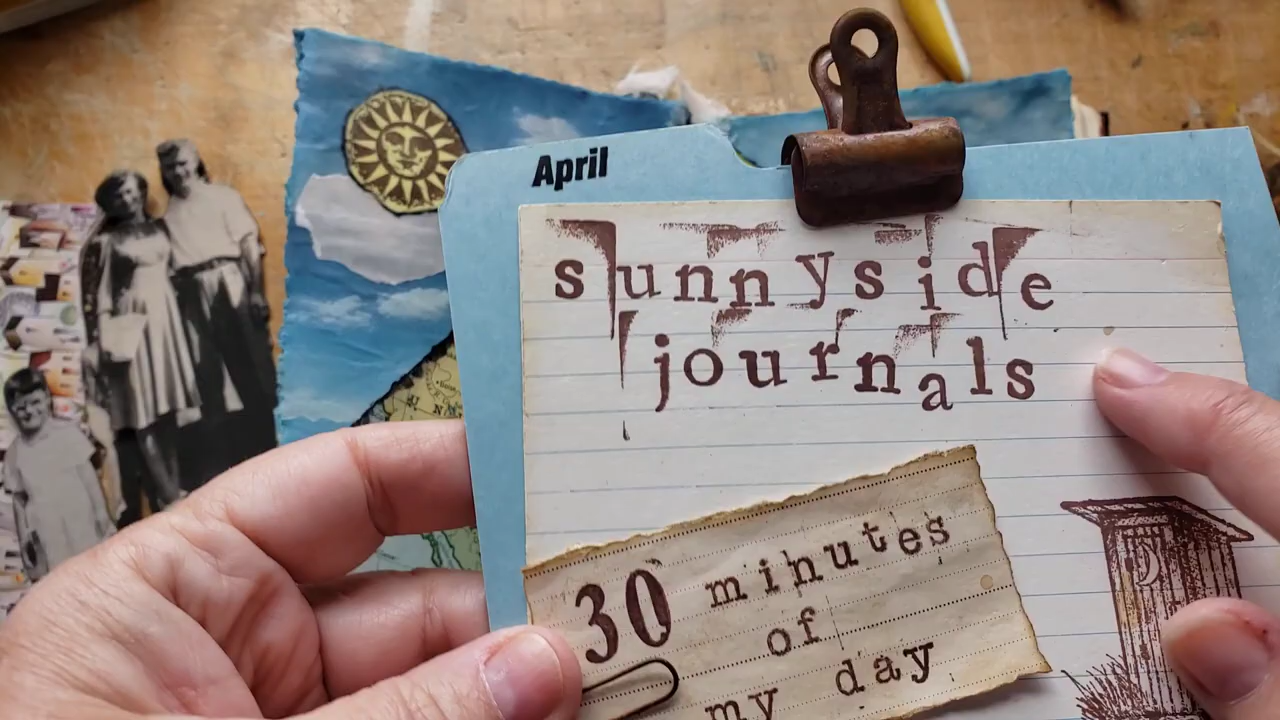 April
sunnyside
journals
30 minutes
of
my day